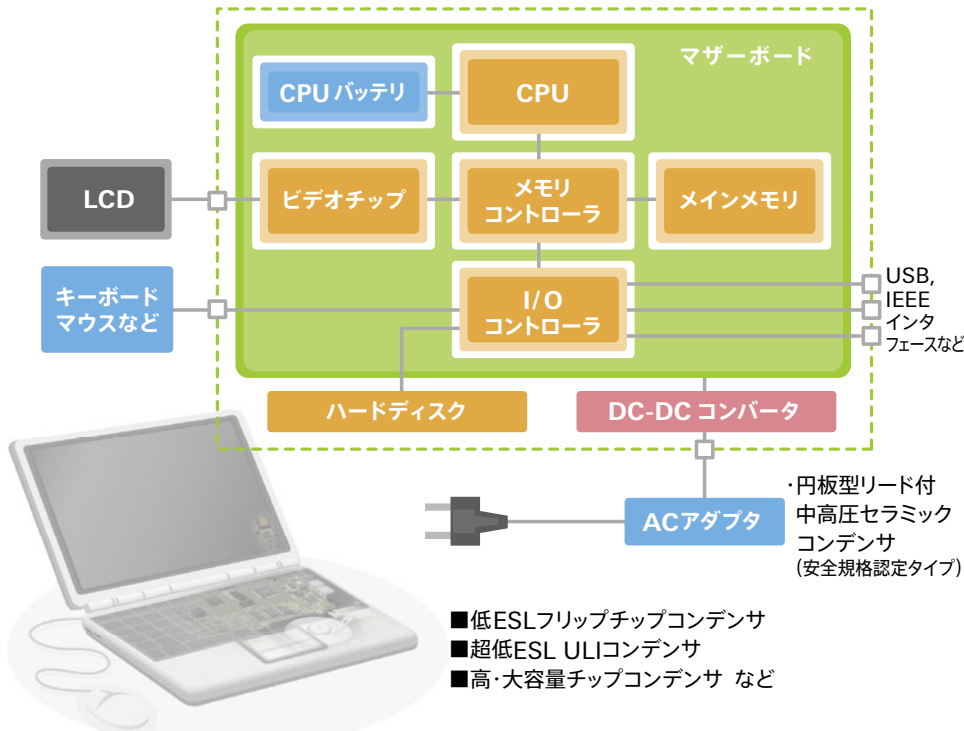 マザーボード
CPU バッテリ
CPU
LCD
ビデオチップ
メモリ
コントローラ
メインメモリ
キーボード
マウスなど
I/O
コントローラ
USB,
IEEE
インタ
フェースなど
ハードディスク
DC-DC コンバータ
ACアダプタ
・円板型リード付
中高圧セラミック
コンデンサ
(安全規格認定タイプ)
■低ESLフリップチップコンデンサ
■超低ESL ULIコンデンサ
■高・大容量チップコンデンサ など